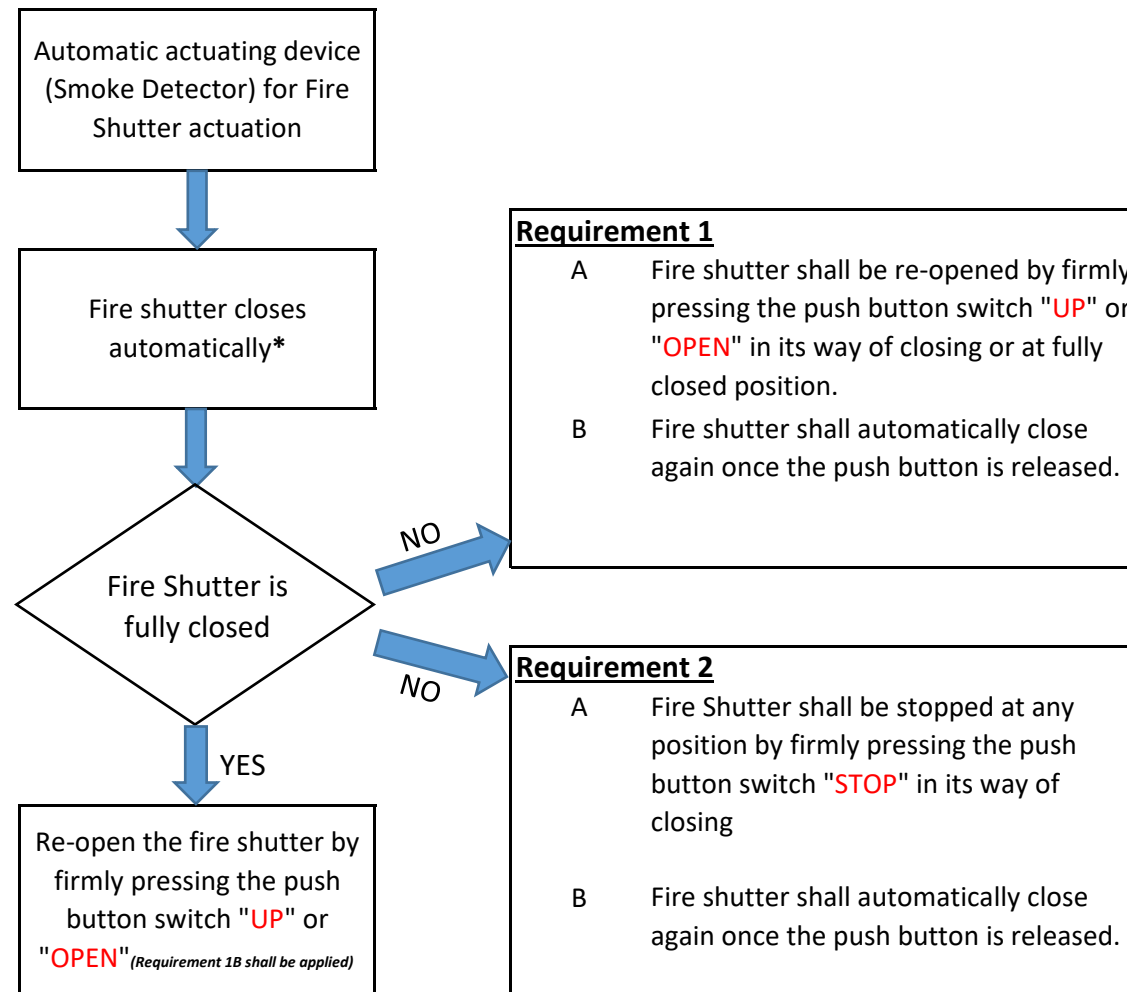 Automatic actuating device
(Smoke Detector) for Fire
Shutter actuation
Fire shutter closes
automatically*
Fire Shutter is
fully closed
NO
NO
YES
Re-open the fire shutter by
firmly pressing the push
button switch "UP" or
"OPEN"(Requirement 1B shall be applied)
Requirement 1
A Fire shutter shall be re-opened by firmly
pressing the push button switch "UP" or
"OPEN" in its way of closing or at fully
closed position.
B Fire shutter shall automatically close
again once the push button is released.
Requirement 2
A Fire Shutter shall be stopped at any
position by firmly pressing the push
button switch "STOP" in its way of
closing
B Fire shutter shall automatically close
again once the push button is released.